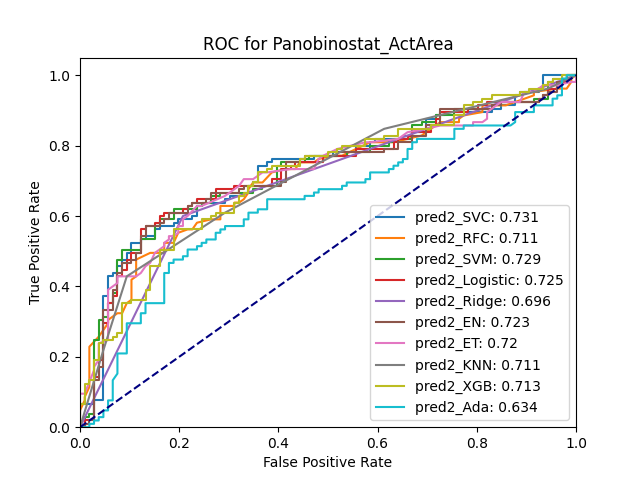 ROC for Panobinostat_ActArea
True Positive Rate
1.0
0.8
0.6
0.4
0.2
0.0
pred2_SVC: 0.731
pred2_RFC: 0.711
pred2_SVM: 0.729
pred2_Logistic: 0.725
pred2_Ridge: 0.696
pred2_EN: 0.723
pred2_ET: 0.72
pred2_KNN: 0.711
pred2_XGB: 0.713
pred2_Ada: 0.634
0.0 0.2 0.4 0.6 0.8 1.0
False Positive Rate